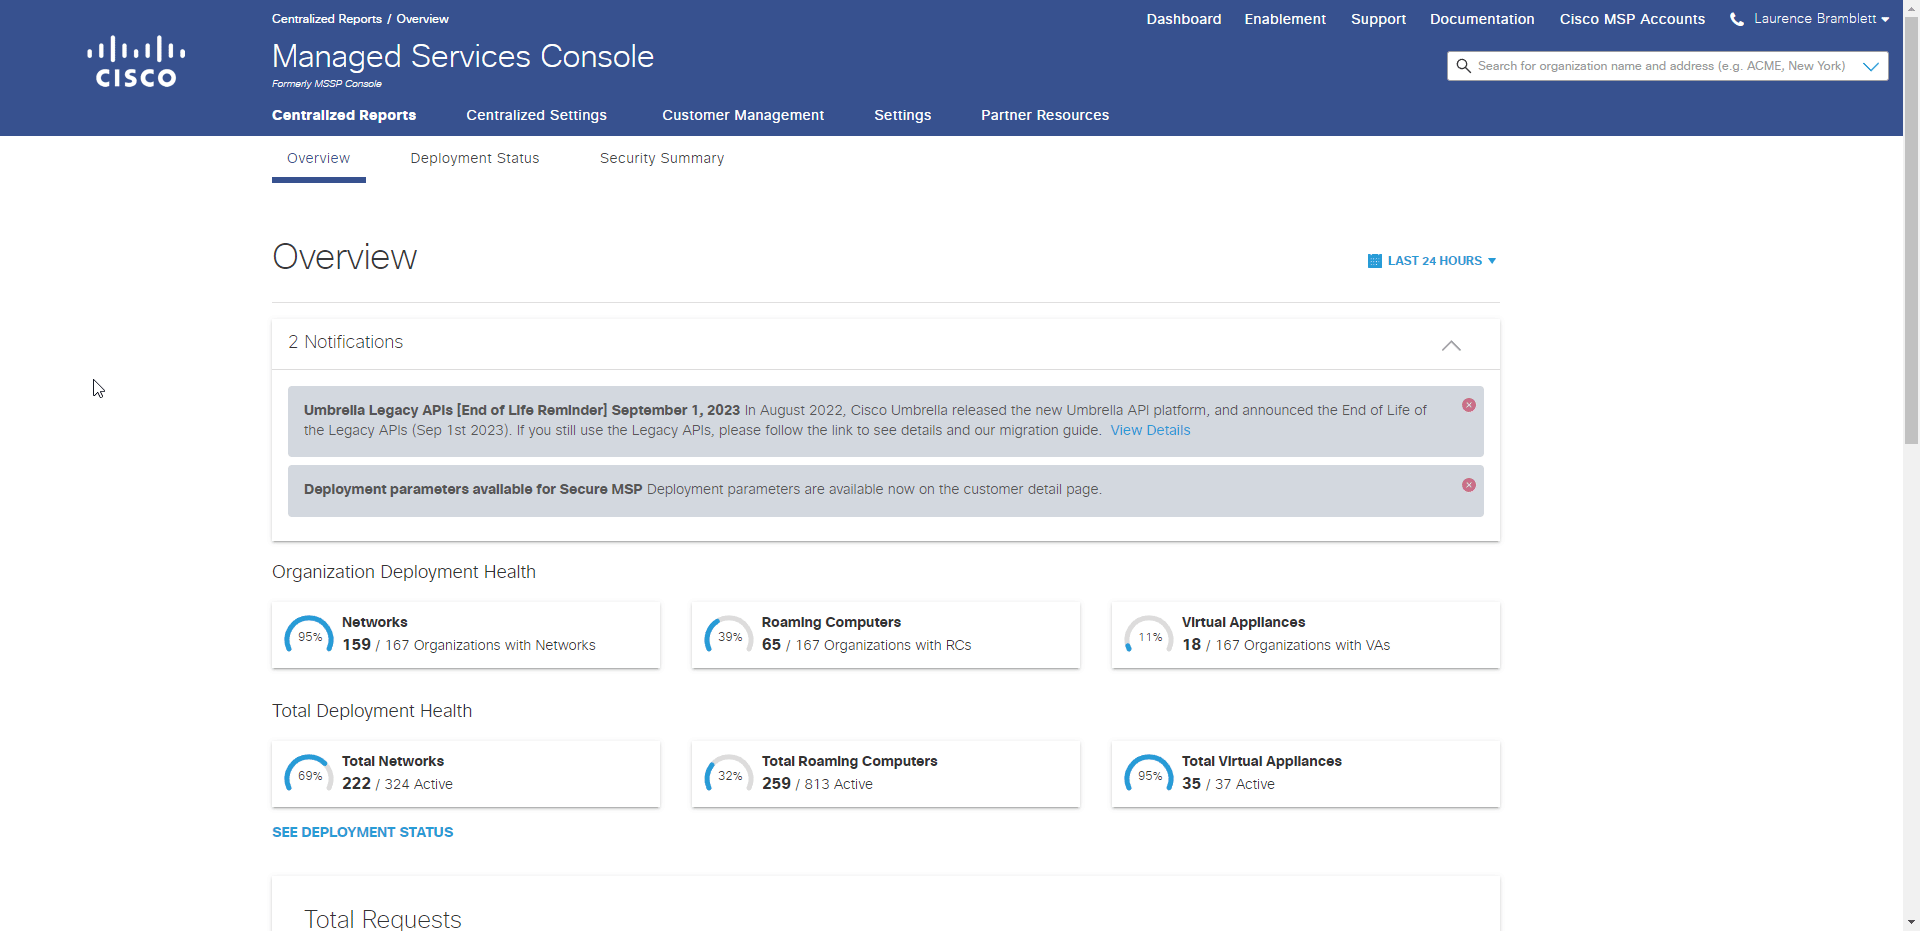 Centralized Reports / Overview
Dashboard
Enablement
Support
Documentation
Cisco MSP Accounts
Laurence Bramblett
CISCO
Managed Services Console
Formerly MSSP Console
Search for organization name and address (e.g. ACME, New York)
Centralized Reports
Centralized Settings
Customer Management
Settings
Partner Resources
Overview
Deployment Status
Security Summary
Overview
LAST 24 HOURS
2 Notifications
Umbrella Legacy APIs [End of Life Reminder] September 1, 2023 In August 2022, Cisco Umbrella released the new Umbrella API platform, and announced the End of Life of
the Legacy APIs (Sep 1st 2023). If you still use the Legacy APIs, please follow the link to see details and our migration guide. View Details
Deployment parameters available for Secure MSP Deployment parameters are available now on the customer detail page.
Organization Deployment Health
95%
Networks
159 / 167 Organizations with Networks
39%
Roaming Computers
65 / 167 Organizations with RCs
11%
Virtual Appliances
18 / 167 Organizations with VAs
Total Deployment Health
69%
Total Networks
222 / 324 Active
32%
Total Roaming Computers
259 / 813 Active
95%
Total Virtual Appliances
35 / 37 Active
SEE DEPLOYMENT STATUS
Total Requests